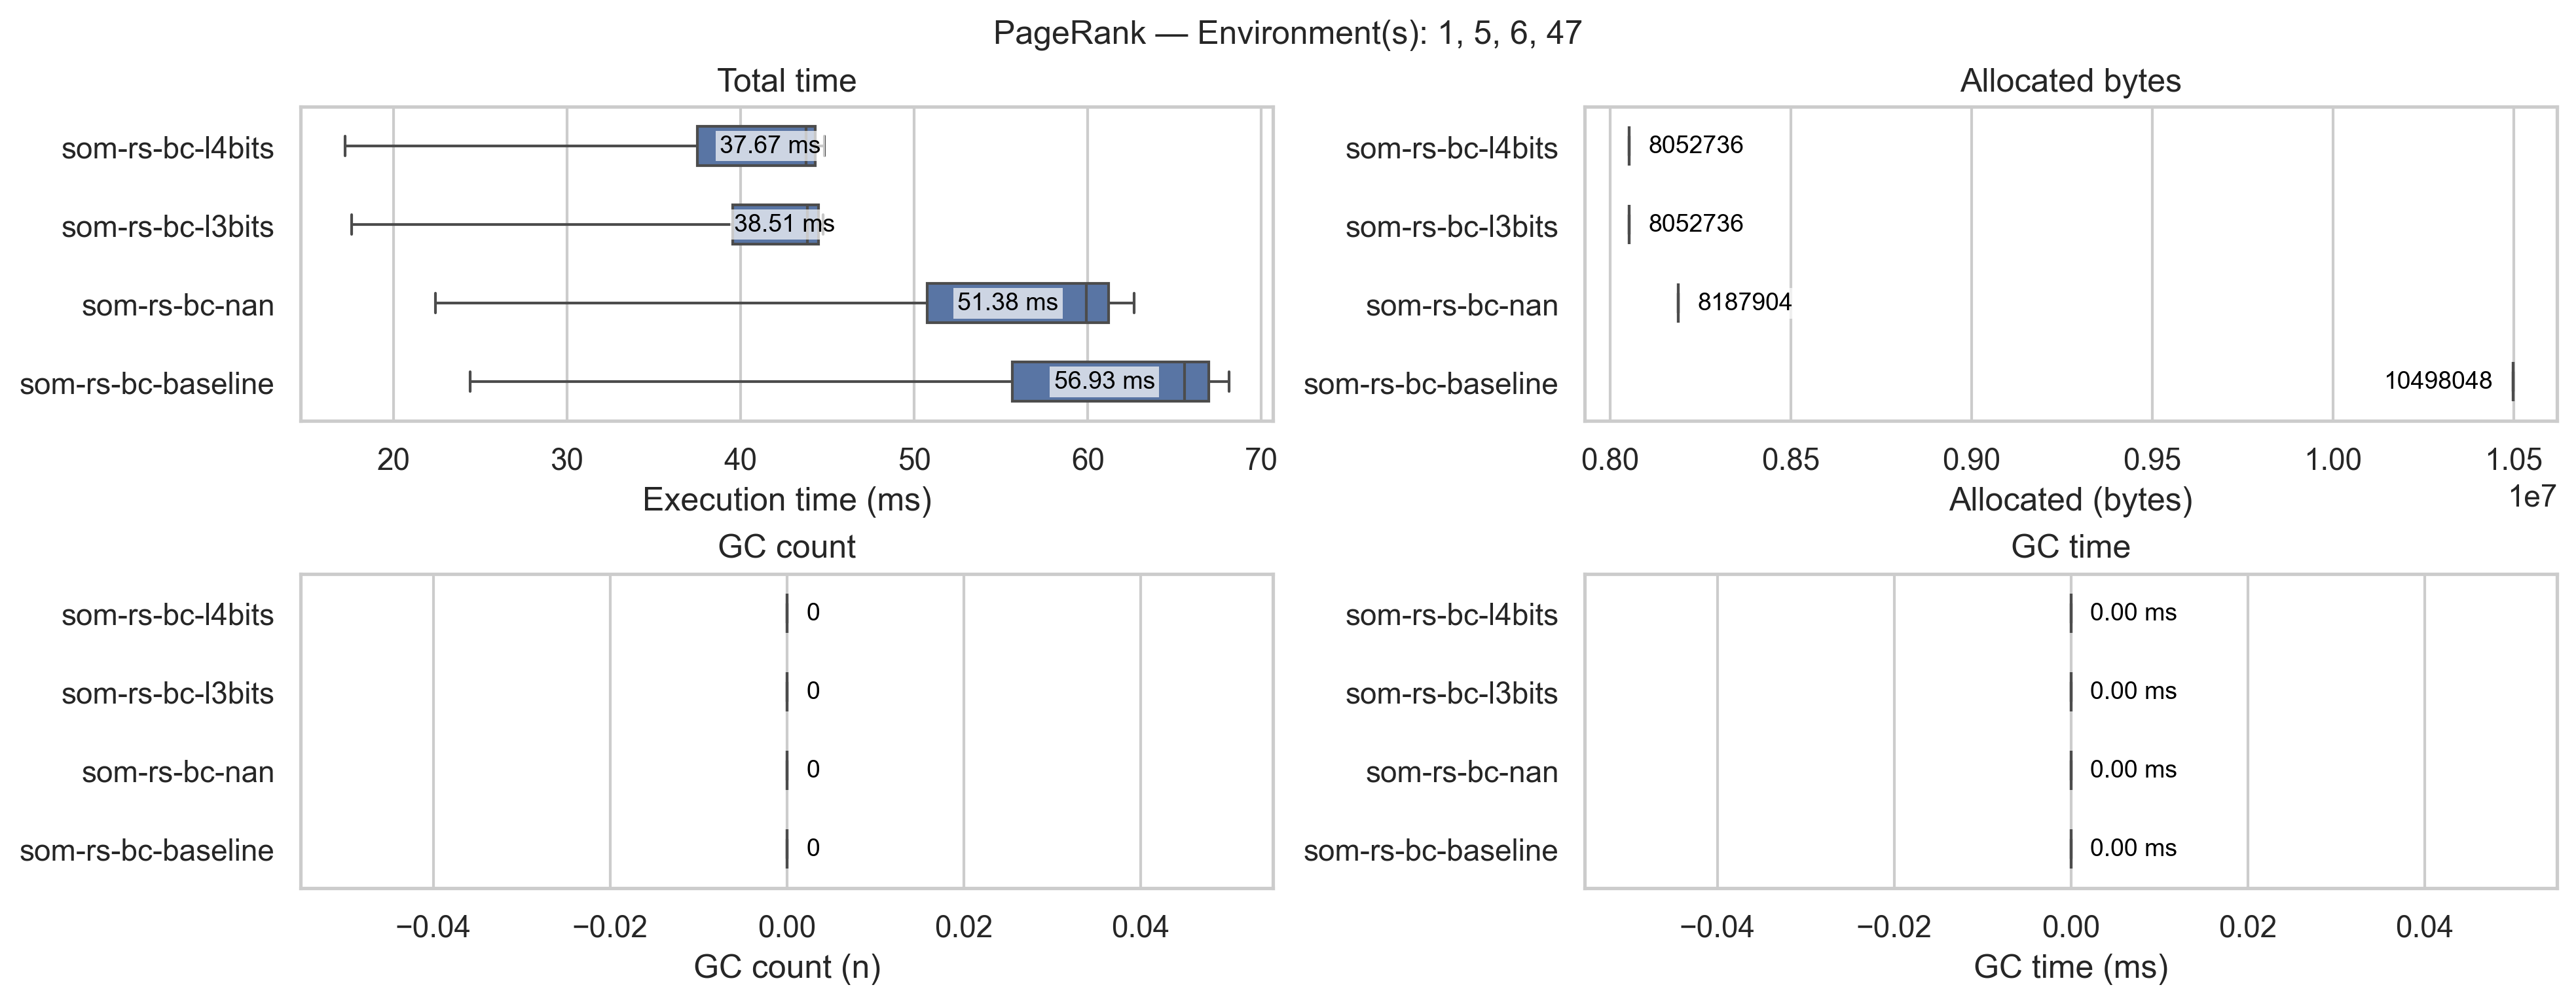 PageRank — Environment(s): 1, 5, 6, 47
Total time
som-rs-bc-l4bits
37.67 ms
som-rs-bc-l3bits
38.51 ms
som-rs-bc-nan
51.38 ms
som-rs-bc-baseline
56.93 ms
20 30 40 50 60 70
Execution time (ms)
Allocated bytes
som-rs-bc-l4bits
8052736
som-rs-bc-l3bits
8052736
som-rs-bc-nan
8187904
som-rs-bc-baseline
10498048
0.80 0.85 0.90 0.95 1.00 1.05
1e7
Allocated (bytes)
GC count
som-rs-bc-l4bits
0
som-rs-bc-l3bits
0
som-rs-bc-nan
0
som-rs-bc-baseline
0
−0.04 −0.02 0.00 0.02 0.04
GC count (n)
GC time
som-rs-bc-l4bits
0.00 ms
som-rs-bc-l3bits
0.00 ms
som-rs-bc-nan
0.00 ms
som-rs-bc-baseline
0.00 ms
−0.04 −0.02 0.00 0.02 0.04
GC time (ms)